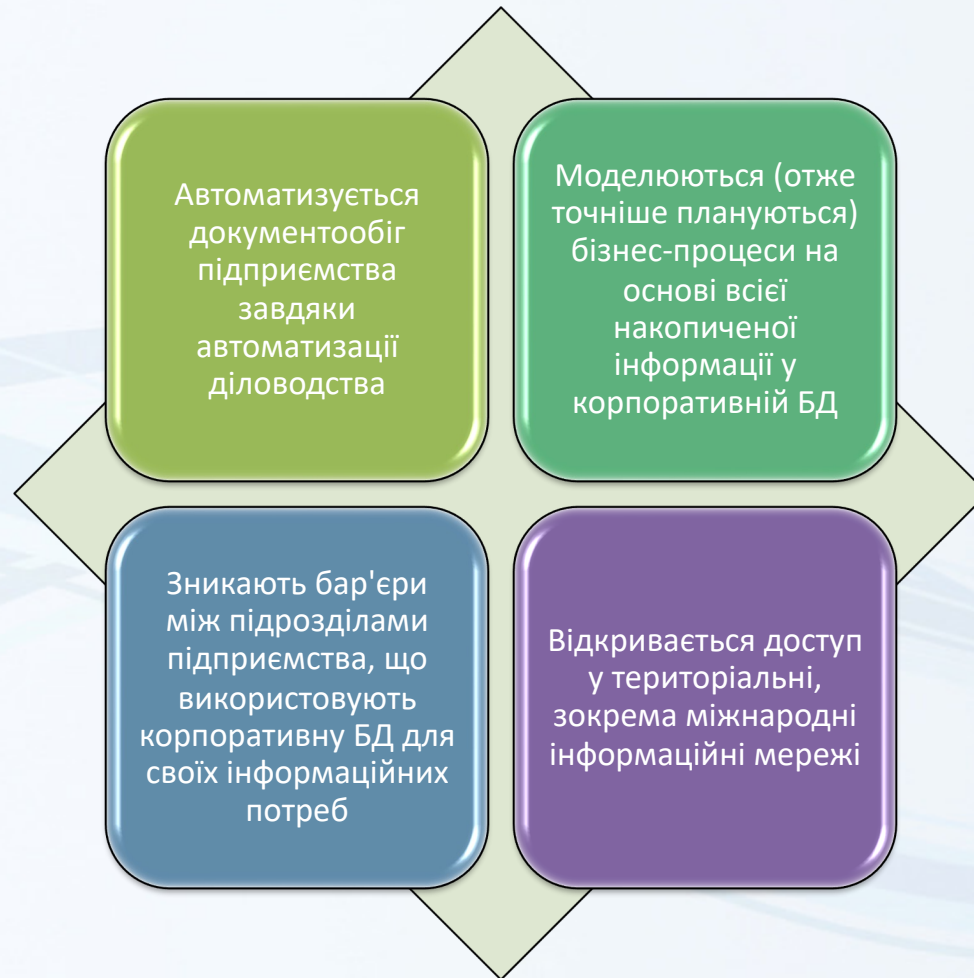 Автоматизується
документообіг
підприємства
завдяки
автоматизації
діловодства
Моделюються (отже
точніше плануються)
бізнес-процеси на
основі всієї
накопиченої
інформації у
корпоративній БД
Зникають бар'єри
між підрозділами
підприємства, що
використовують
корпоративну БД для
своїх інформаційних
потреб
Відкривається доступ
у територіальні,
зокрема міжнародні
інформаційні мережі